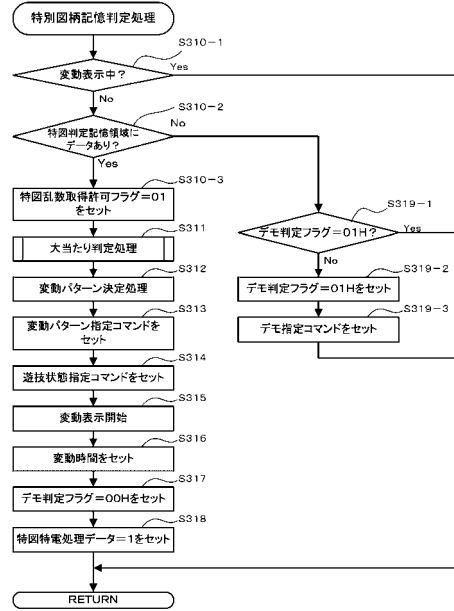 特別図柄記憶判定処理
S310-1
変動表示中？
Yes
No
S310-2
特図判定記憶領域に
データあり？
No
Yes
S310-3
特図乱数取得許可フラグ=01
をセット
S311
大当たり判定処理
S312
変動パターン決定処理
S313
変動パターン指定コマンドを
セット
S314
遊技状態指定コマンドをセット
S315
変動表示開始
S316
変動時間をセット
S317
デモ判定フラグ=00Hをセット
S318
特図特電処理データ=1をセット
RETURN
S319-1
デモ判定フラグ=01H？
Yes
No
S319-2
デモ判定フラグ=01Hをセット
S319-3
デモ指定コマンドをセット